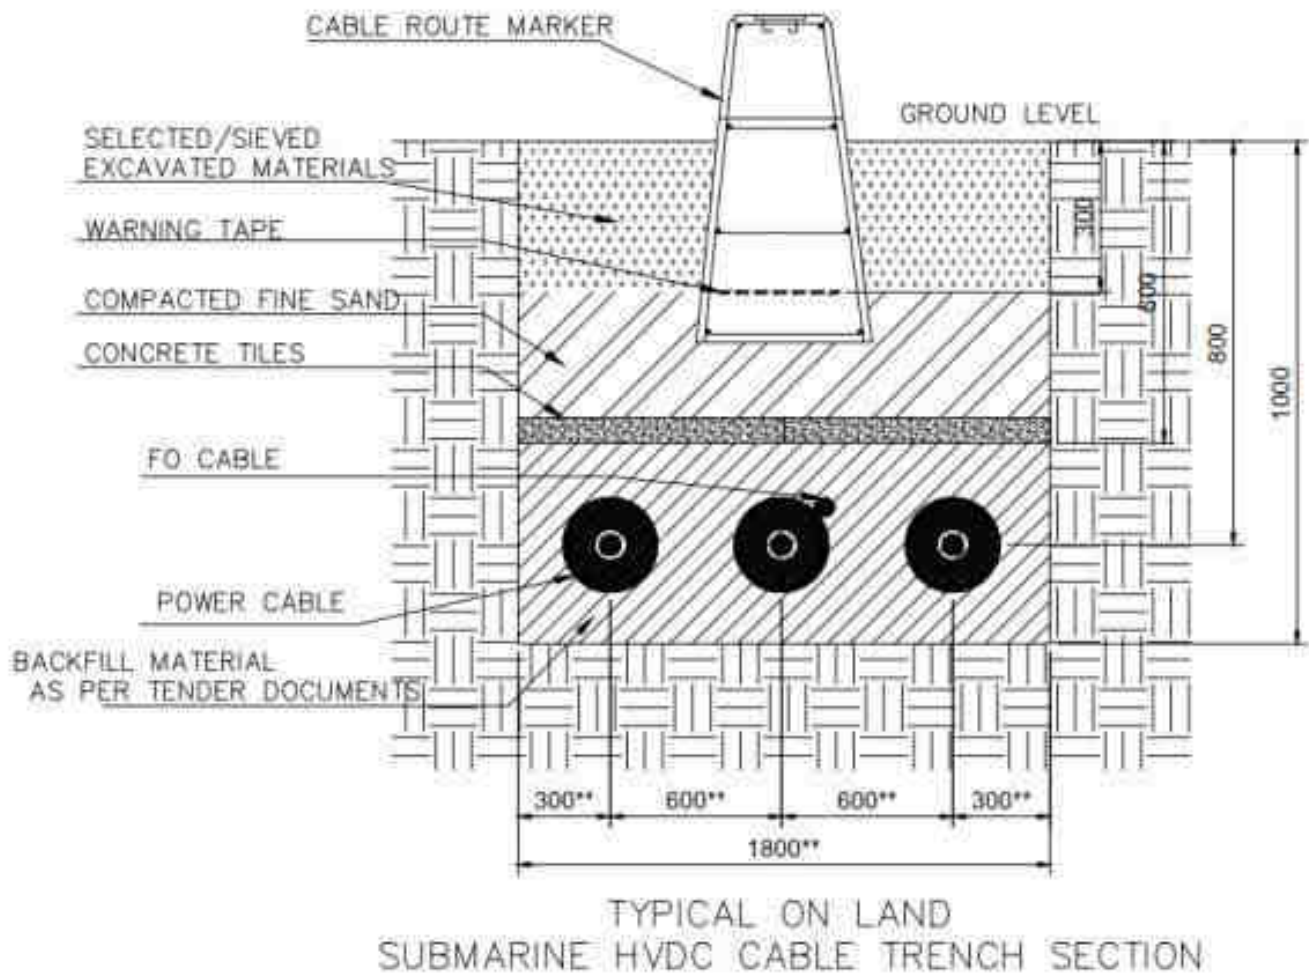 CABLE ROUTE MARKER
GROUND LEVEL
SELECTED/SIEVED
EXCAVATED MATERIALS
WARNING TAPE
COMPACTED FINE SAND
CONCRETE TILES
FO CABLE
POWER CABLE
BACKFILL MATERIAL
AS PER TENDER DOCUMENTS
300
600
800
1000
300** 600** 600** 300**
1800**
TYPICAL ON LAND
SUBMARINE HVDC CABLE TRENCH SECTION